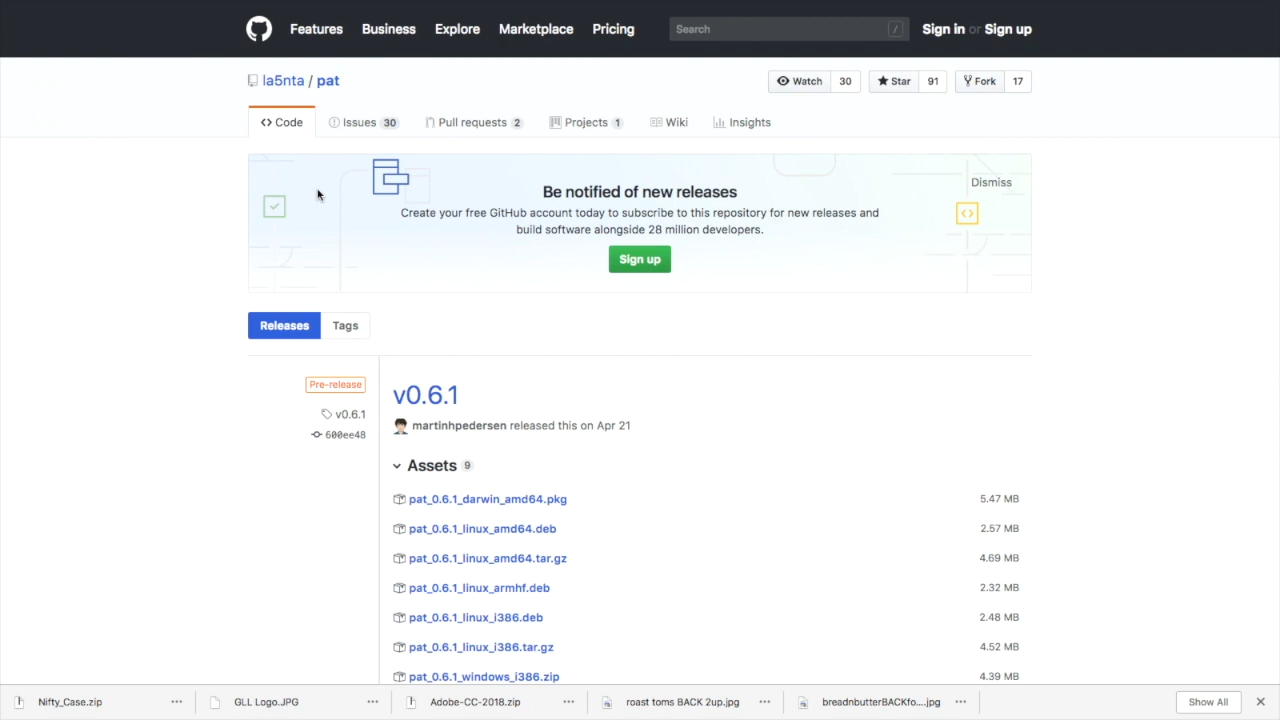 Features Business Explore Marketplace Pricing Search / Sign in or Sign up
la5nta / pat Watch 30 Star 91 Fork 17
Code Issues 30 Pull requests 2 Projects 1 Wiki Insights
Dismiss
Be notified of new releases
Create your free GitHub account today to subscribe to this repository for new releases and
build software alongside 28 million developers.
Sign up
Releases Tags
Pre-release
v0.6.1
600ee48
v0.6.1
martinhpedersen released this on Apr 21
Assets 9
pat_0.6.1_darwin_amd64.pkg 5.47 MB
pat_0.6.1_linux_amd64.deb 2.57 MB
pat_0.6.1_linux_amd64.tar.gz 4.69 MB
pat_0.6.1_linux_armhf.deb 2.32 MB
pat_0.6.1_linux_i386.deb 2.48 MB
pat_0.6.1_linux_i386.tar.gz 4.52 MB
pat_0.6.1_windows_i386.zip 4.39 MB
Nifty_Case.zip ... GLL Logo.JPG ... Adobe-CC-2018.zip ... roast toms BACK 2up.jpg ... breadnbutterBACKfo....jpg ... Show All